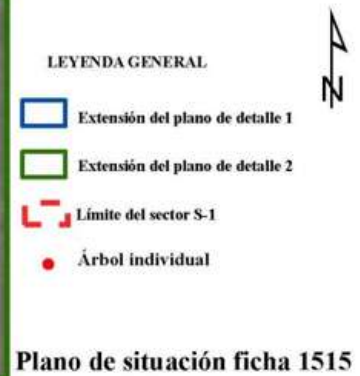 N
LEYENDA GENERAL
Extensión del plano de detalle 1
Extensión del plano de detalle 2
Límite del sector S-1
Árbol individual
Plano de situación ficha 1515